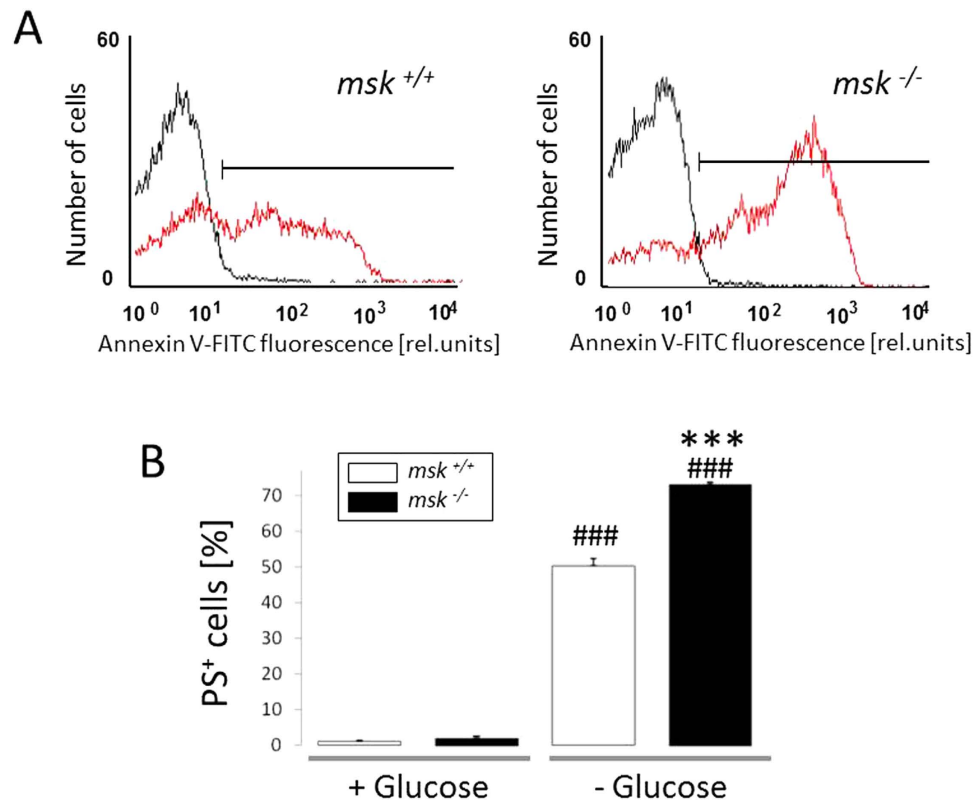 A
60
Number of cells
0
msk +/+
10 0 10 1 10 2 10 3 10 4
Annexin V-FITC fluorescence [rel.units]
60
Number of cells
0
msk -/-
10 0 10 1 10 2 10 3 10 4
Annexin V-FITC fluorescence [rel.units]
B
PS+ cells [%]
70
60
50
40
30
20
10
0
msk +/+
msk -/-
###
***
###
+ Glucose
- Glucose